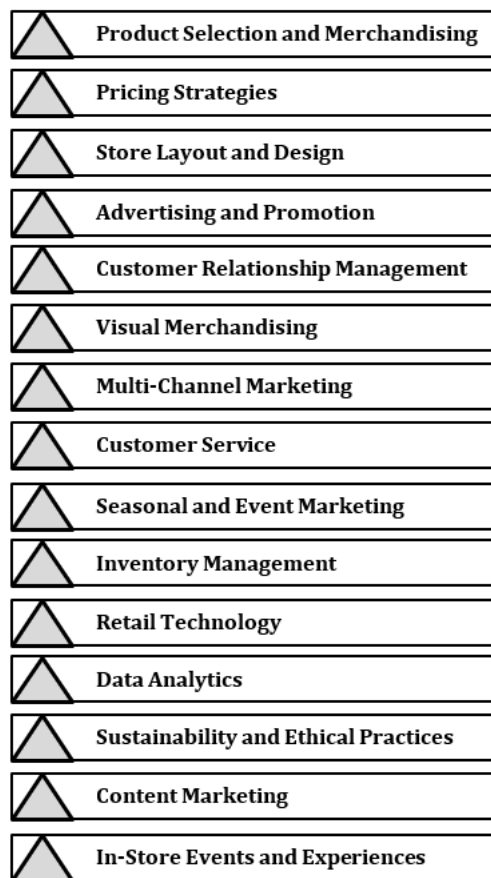 Product Selection and Merchandising
Pricing Strategies
Store Layout and Design
Advertising and Promotion
Customer Relationship Management
Visual Merchandising
Multi-Channel Marketing
Customer Service
Seasonal and Event Marketing
Inventory Management
Retail Technology
Data Analytics
Sustainability and Ethical Practices
Content Marketing
In-Store Events and Experiences